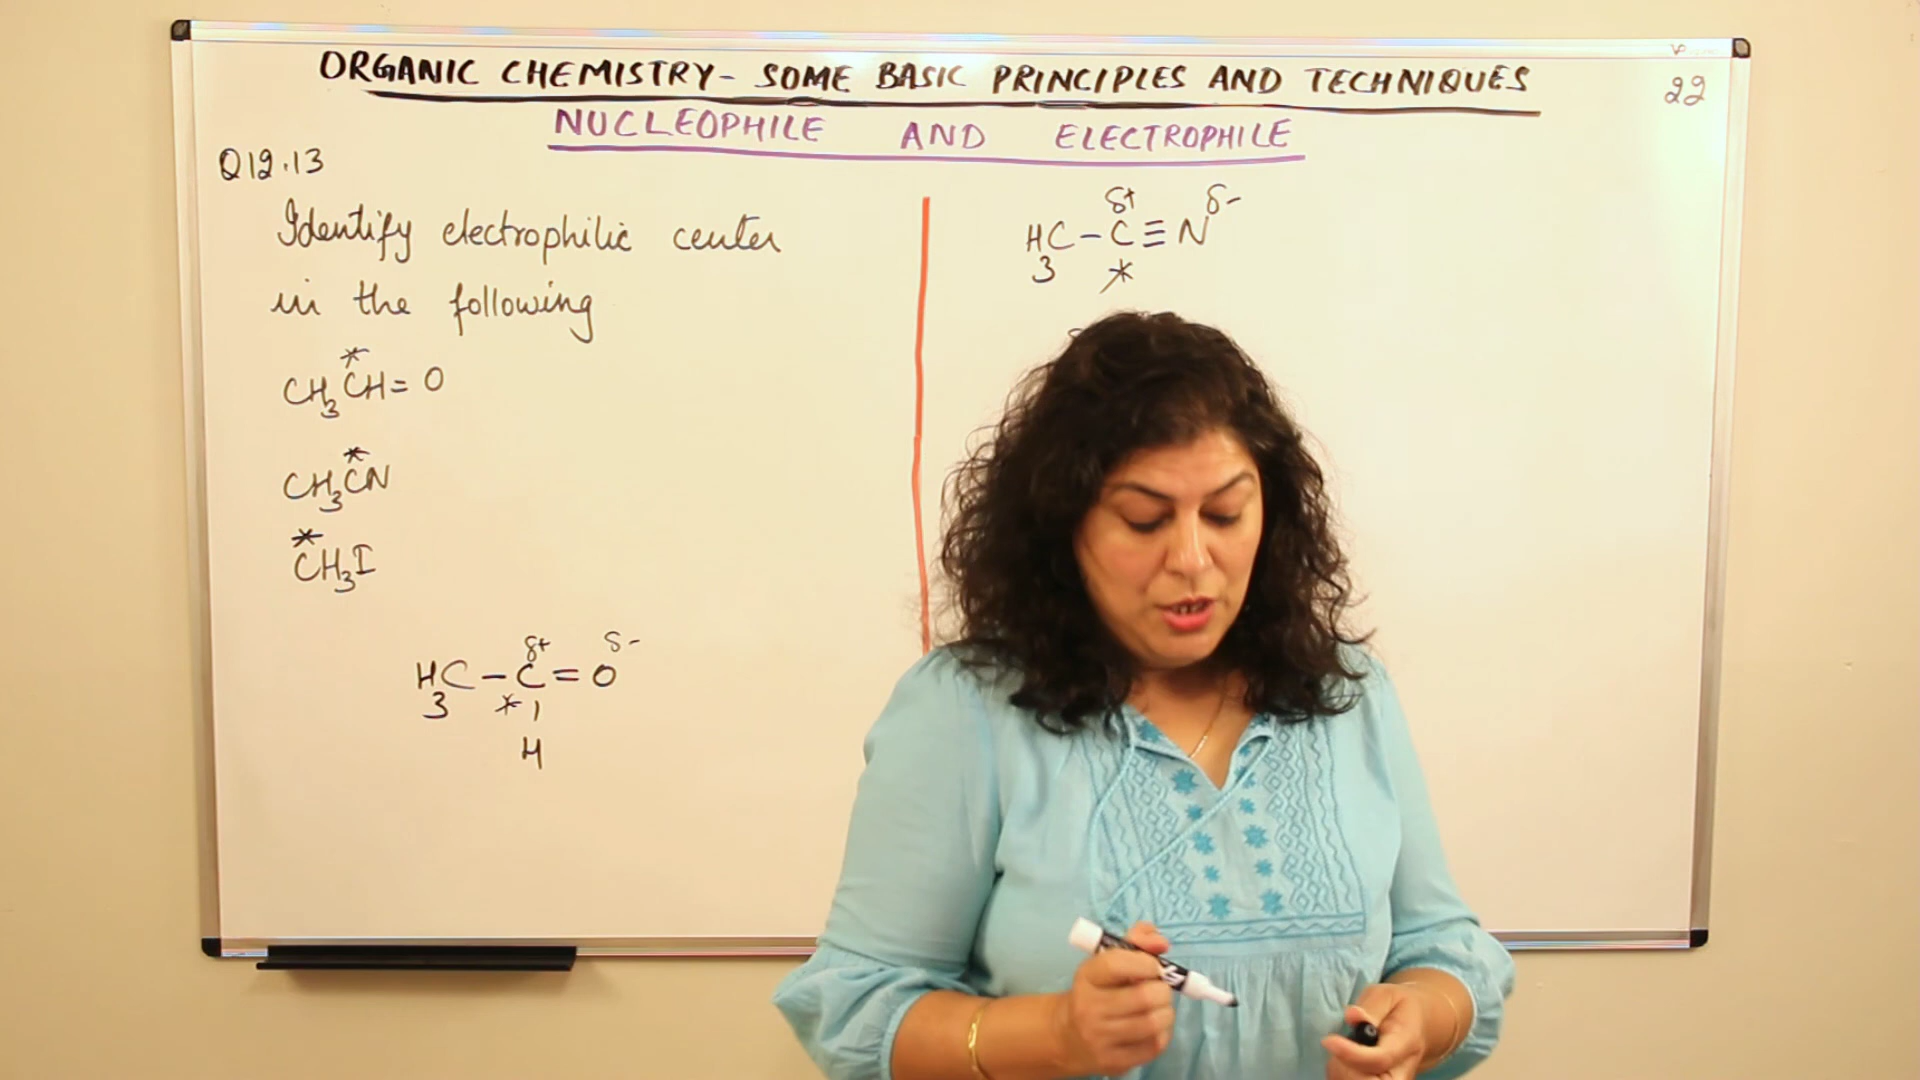 ORGANIC CHEMISTRY- SOME BASIC PRINCIPLES AND TECHNIQUES
22
NUCLEOPHILE AND ELECTROPHILE
Q12.13
Identify electrophilic center
in the following
*
CH₃CH=O
*
CH₃CN
*
CH₃I
δ+ δ-
H₃C-C=O
* |
H
δ+ δ-
H₃C-C≡N
*